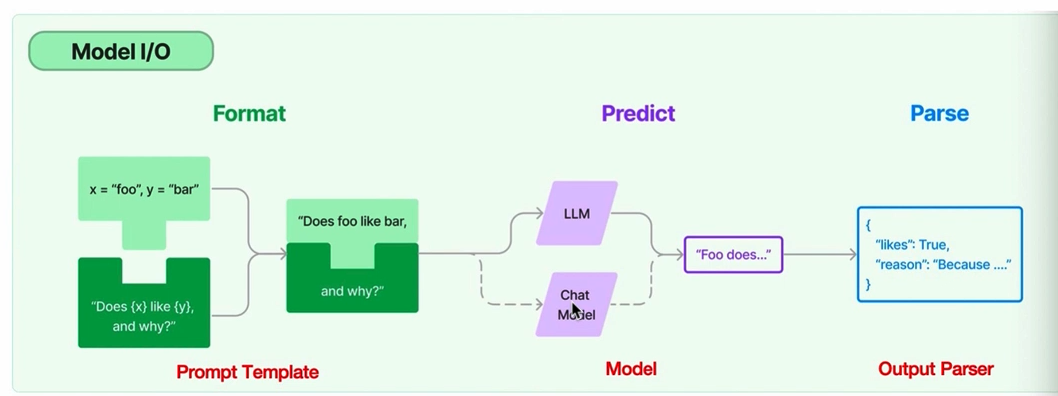 Model I/O
Format
Predict
Parse
x = “foo”, y = “bar”
“Does {x} like {y},
and why?”
“Does foo like bar,
and why?”
LLM
Chat
Model
“Foo does...”
{
“likes”: True,
“reason”: “Because ....”
}
Prompt Template
Model
Output Parser